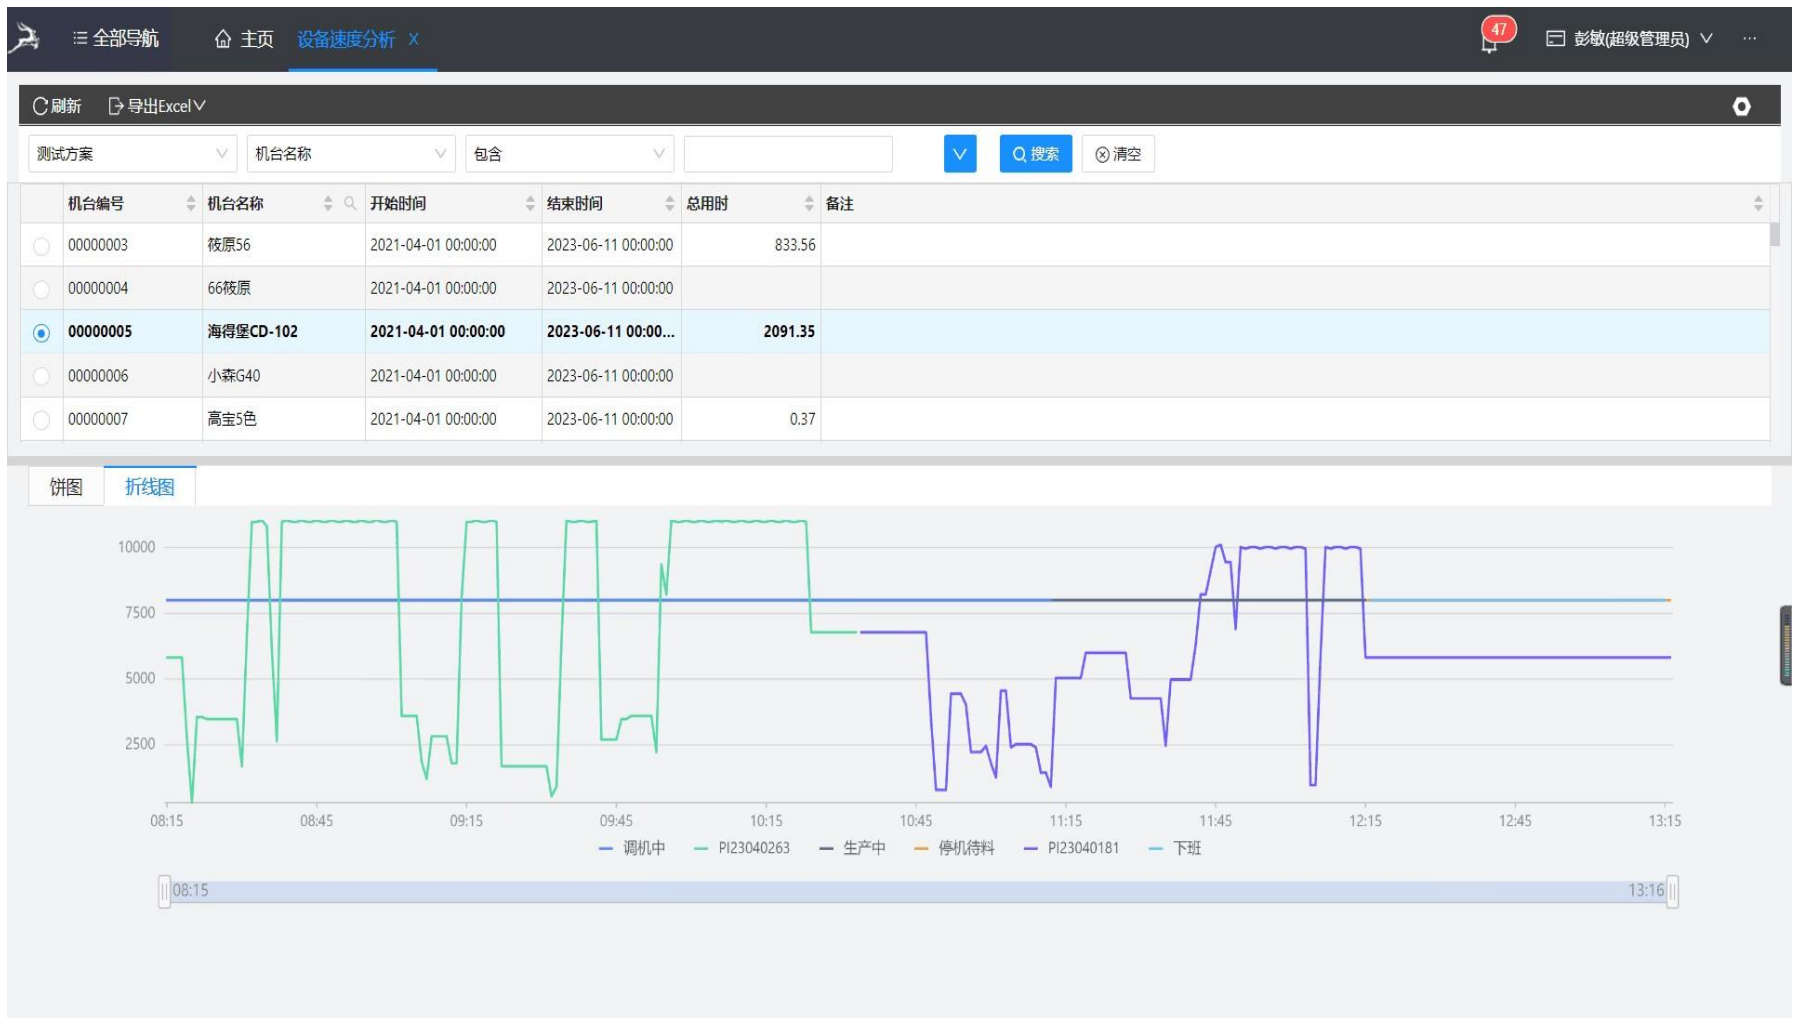 全部导航 主页 设备速度分析 X 47 彭敏(超级管理员) ...
刷新 导出Excel
测试方案 机台名称 包含 搜索 清空
机台编号 机台名称 开始时间 结束时间 总用时 备注
00000003 筱原56 2021-04-01 00:00:00 2023-06-11 00:00:00 833.56
00000004 66筱原 2021-04-01 00:00:00 2023-06-11 00:00:00
00000005 海得堡CD-102 2021-04-01 00:00:00 2023-06-11 00:00... 2091.35
00000006 小森G40 2021-04-01 00:00:00 2023-06-11 00:00:00
00000007 高宝5色 2021-04-01 00:00:00 2023-06-11 00:00:00 0.37
饼图 折线图
10000
7500
5000
2500
08:15 08:45 09:15 09:45 10:15 10:45 11:15 11:45 12:15 12:45 13:15
调机中 PI23040263 生产中 停机待料 PI23040181 下班
08:15 13:16